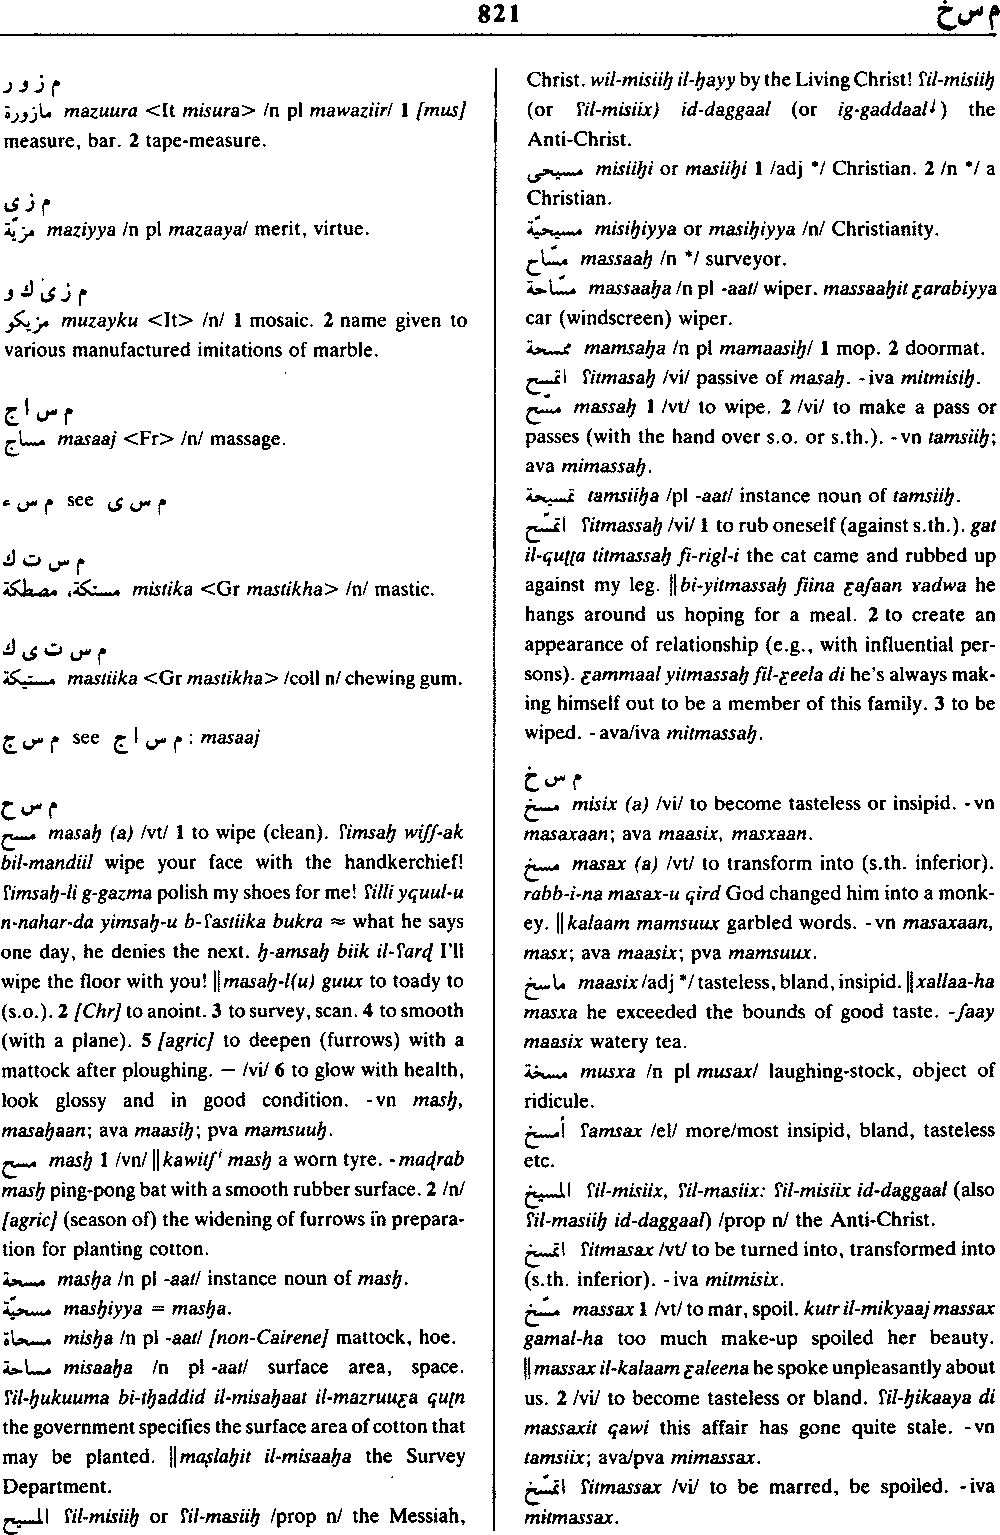 821
م س خ
م ز و ر
مازورة mazuura <It misura> /n pl mawaziir/ 1 [mus]
measure, bar. 2 tape-measure.
م ز ى
مزيّة maziyya /n pl mazaaya/ merit, virtue.
م ز ى ك و
مزيكو muzayku <It> /n/ 1 mosaic. 2 name given to
various manufactured imitations of marble.
م س ا ج
مساج masaaj <Fr> /n/ massage.
م س ء see م س ى
م س ت ك
مستكة، مصطكة mistika <Gr mastikha> /n/ mastic.
م س ت ى ك
مستيكة mastiika <Gr mastikha> /coll n/ chewing gum.
م س ج see م س ا ج : masaaj
م س ح
مسح masaḥ (a) /vt/ 1 to wipe (clean). ʕimsaḥ wiʃʃ-ak
bil-mandiil wipe your face with the handkerchief!
ʕimsaḥ-li g-gazma polish my shoes for me! ʕilli yquul-u
n-nahar-da yimsaḥ-u b-ʕastiika bukra ≈ what he says
one day, he denies the next. ḥ-amsaḥ biik il-ʕarḍ I'll
wipe the floor with you! ‖masaḥ-l(u) guux to toady to
(s.o.). 2 [Chr] to anoint. 3 to survey, scan. 4 to smooth
(with a plane). 5 [agric] to deepen (furrows) with a
mattock after ploughing. – /vi/ 6 to glow with health,
look glossy and in good condition. -vn masḥ,
masaḥaan; ava maasiḥ; pva mamsuuḥ.
مسح masḥ 1 /vn/ ‖kawitʃⁱ masḥ a worn tyre. -maḍrab
masḥ ping-pong bat with a smooth rubber surface. 2 /n/
[agric] (season of) the widening of furrows in prepara-
tion for planting cotton.
مسحة masḥa /n pl -aat/ instance noun of masḥ.
مسحيّة masḥiyya = masḥa.
مسحاة misḥa /n pl -aat/ [non-Cairene] mattock, hoe.
مساحة misaaḥa /n pl -aat/ surface area, space.
ʕil-ḥukuuma bi-tḥaddid il-misaḥaat il-mazruuƹa quṭn
the government specifies the surface area of cotton that
may be planted. ‖maṣlaḥit il-misaaḥa the Survey
Department.
المسيح ʕil-misiiḥ or ʕil-masiiḥ /prop n/ the Messiah,
Christ. wil-misiiḥ il-ḥayy by the Living Christ! ʕil-misiiḥ
(or ʕil-misiix) id-daggaal (or ig-gaddaal↓) the
Anti-Christ.
مسيحى misiiḥi or masiiḥi 1 /adj */ Christian. 2 /n */ a
Christian.
مسيحيّة misiḥiyya or masiḥiyya /n/ Christianity.
مسّاح massaaḥ /n */ surveyor.
مسّاحة massaaḥa /n pl -aat/ wiper. massaaḥit ƹarabiyya
car (windscreen) wiper.
ممسحة mamsaḥa /n pl mamaasiḥ/ 1 mop. 2 doormat.
اتمسح ʕitmasaḥ /vi/ passive of masaḥ. -iva mitmisiḥ.
مسّح massaḥ 1 /vt/ to wipe. 2 /vi/ to make a pass or
passes (with the hand over s.o. or s.th.). -vn tamsiiḥ;
ava mimassaḥ.
تمسيحة tamsiiḥa /pl -aat/ instance noun of tamsiiḥ.
اتمسّح ʕitmassaḥ /vi/ 1 to rub oneself (against s.th.). gat
il-quṭṭa titmassaḥ fi-rigl-i the cat came and rubbed up
against my leg. ‖bi-yitmassaḥ fiina ƹaʃaan ɤadwa he
hangs around us hoping for a meal. 2 to create an
appearance of relationship (e.g., with influential per-
sons). ƹammaal yitmassaḥ fil-ƹeela di he's always mak-
ing himself out to be a member of this family. 3 to be
wiped. -ava/iva mitmassaḥ.
م س خ
مسخ misix (a) /vi/ to become tasteless or insipid. -vn
masaxaan; ava maasix, masxaan.
مسخ masax (a) /vt/ to transform into (s.th. inferior).
rabb-i-na masax-u qird God changed him into a monk-
ey. ‖kalaam mamsuux garbled words. -vn masaxaan,
masx; ava maasix; pva mamsuux.
ماسخ maasix /adj */ tasteless, bland, insipid. ‖xallaa-ha
masxa he exceeded the bounds of good taste. -ʃaay
maasix watery tea.
مسخة musxa /n pl musax/ laughing-stock, object of
ridicule.
أمسخ ʕamsax /el/ more/most insipid, bland, tasteless
etc.
المسيخ ʕil-misiix, ʕil-masiix: ʕil-misiix id-daggaal (also
ʕil-masiiḥ id-daggaal) /prop n/ the Anti-Christ.
اتمسخ ʕitmasax /vt/ to be turned into, transformed into
(s.th. inferior). -iva mitmisix.
مسّخ massax 1 /vt/ to mar, spoil. kutr il-mikyaaj massax
gamal-ha too much make-up spoiled her beauty.
‖massax il-kalaam ƹaleena he spoke unpleasantly about
us. 2 /vi/ to become tasteless or bland. ʕil-ḥikaaya di
massaxit qawi this affair has gone quite stale. -vn
tamsiix; ava/pva mimassax.
اتمسّخ ʕitmassax /vi/ to be marred, be spoiled. -iva
mitmassax.